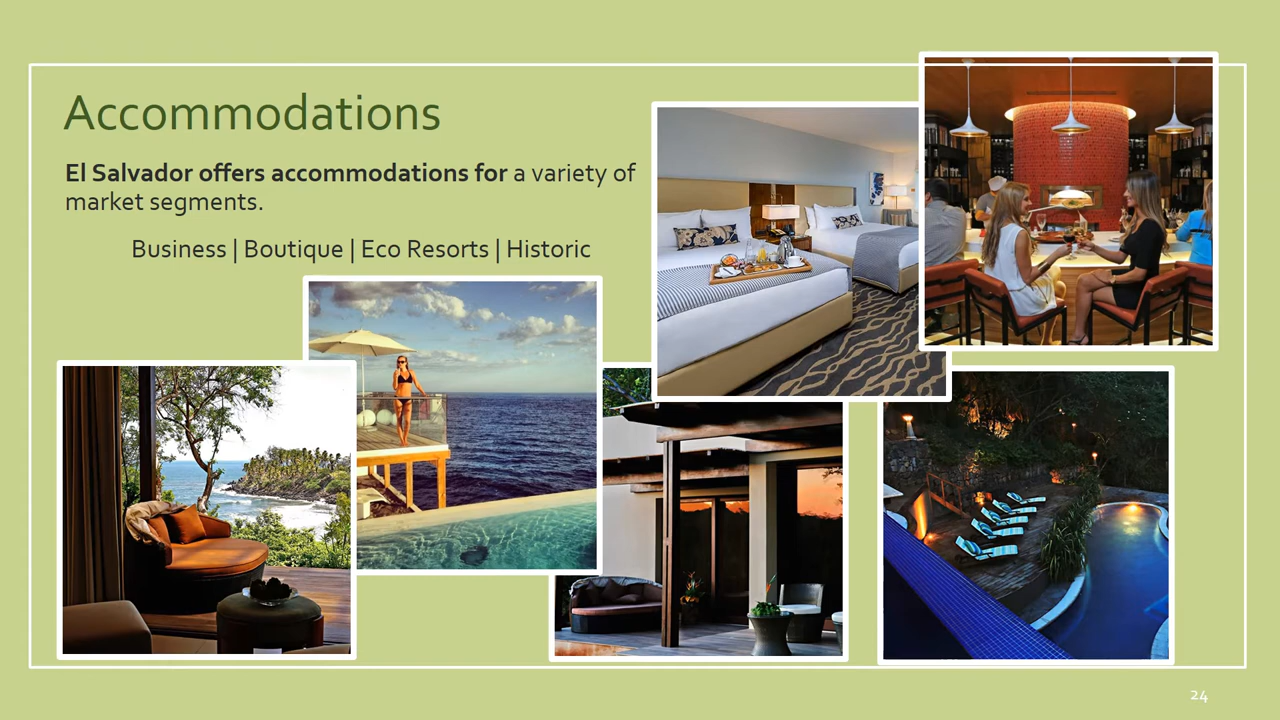 Accommodations
El Salvador offers accommodations for a variety of
market segments.
Business | Boutique | Eco Resorts | Historic
24